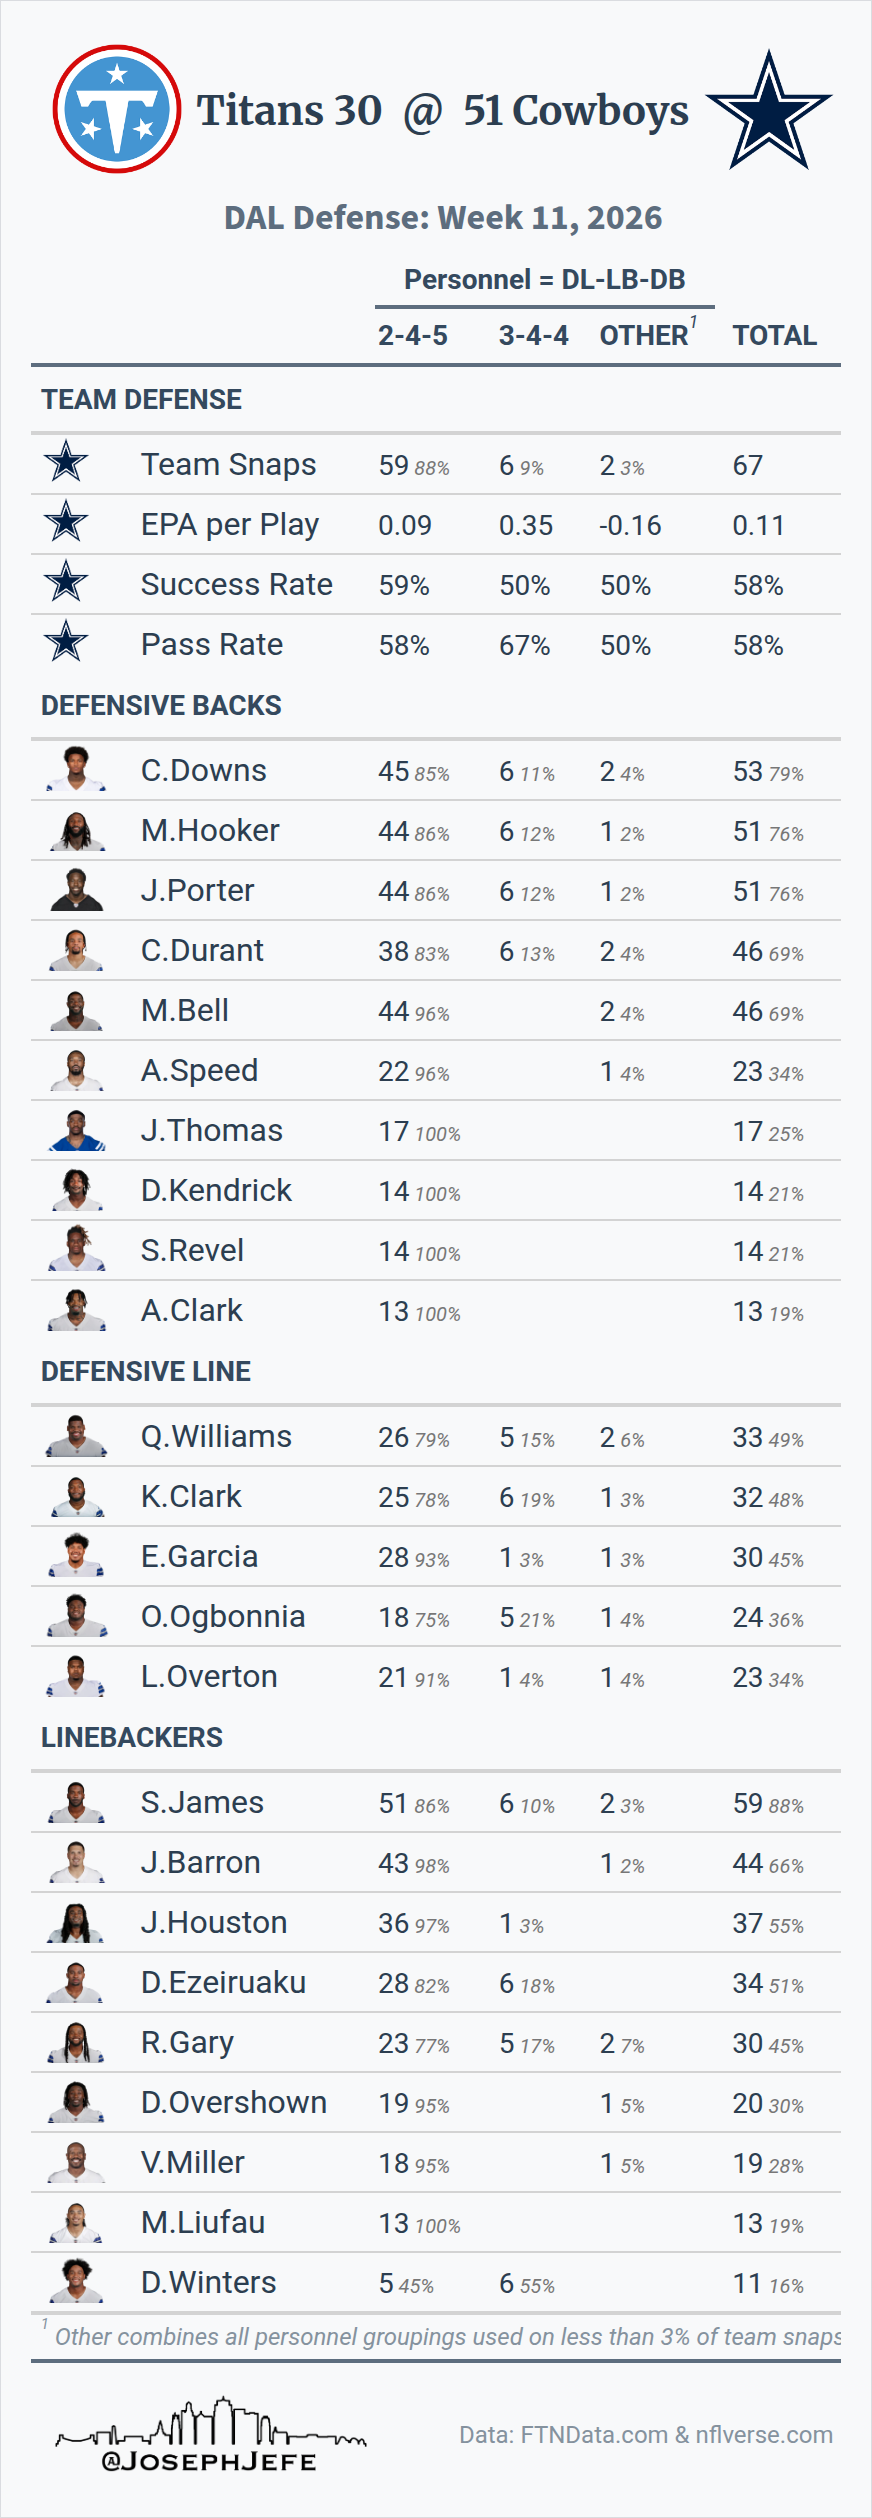 Titans 30 @ 51 Cowboys
DAL Defense: Week 11, 2026
Personnel = DL-LB-DB
2-4-5 3-4-4 OTHER1 TOTAL
TEAM DEFENSE
Team Snaps 59 88% 6 9% 2 3% 67
EPA per Play 0.09 0.35 -0.16 0.11
Success Rate 59% 50% 50% 58%
Pass Rate 58% 67% 50% 58%
DEFENSIVE BACKS
C.Downs 45 85% 6 11% 2 4% 53 79%
M.Hooker 44 86% 6 12% 1 2% 51 76%
J.Porter 44 86% 6 12% 1 2% 51 76%
C.Durant 38 83% 6 13% 2 4% 46 69%
M.Bell 44 96% 2 4% 46 69%
A.Speed 22 96% 1 4% 23 34%
J.Thomas 17 100% 17 25%
D.Kendrick 14 100% 14 21%
S.Revel 14 100% 14 21%
A.Clark 13 100% 13 19%
DEFENSIVE LINE
Q.Williams 26 79% 5 15% 2 6% 33 49%
K.Clark 25 78% 6 19% 1 3% 32 48%
E.Garcia 28 93% 1 3% 1 3% 30 45%
O.Ogbonnia 18 75% 5 21% 1 4% 24 36%
L.Overton 21 91% 1 4% 1 4% 23 34%
LINEBACKERS
S.James 51 86% 6 10% 2 3% 59 88%
J.Barron 43 98% 1 2% 44 66%
J.Houston 36 97% 1 3% 37 55%
D.Ezeiruaku 28 82% 6 18% 34 51%
R.Gary 23 77% 5 17% 2 7% 30 45%
D.Overshown 19 95% 1 5% 20 30%
V.Miller 18 95% 1 5% 19 28%
M.Liufau 13 100% 13 19%
D.Winters 5 45% 6 55% 11 16%
1 Other combines all personnel groupings used on less than 3% of team snaps
@JOSEPHJEFE
Data: FTNData.com & nflverse.com